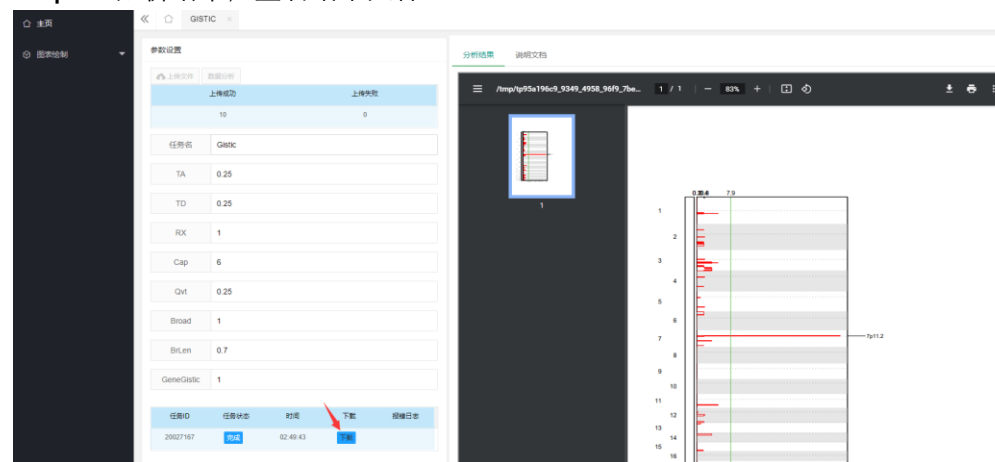 主页
GISTIC ×
图表绘制
参数设置
上传文件 数据分析
上传成功 上传失败
10 0
任务名 Gistic
TA 0.25
TD 0.25
RX 1
Cap 6
Qvt 0.25
Broad 1
BrLen 0.7
GeneGistic 1
任务ID 任务状态 时间 下载 报错日志
20027167 完成 02:49:43 下载
分析结果 说明文档
/tmp/tp95a196c9_9349_4958_96f9_7be... 1 / 1 83%
1
7.9
1
2
3
4
5
6
7
7p11.2
8
9
10
11
12
13
14
15
16